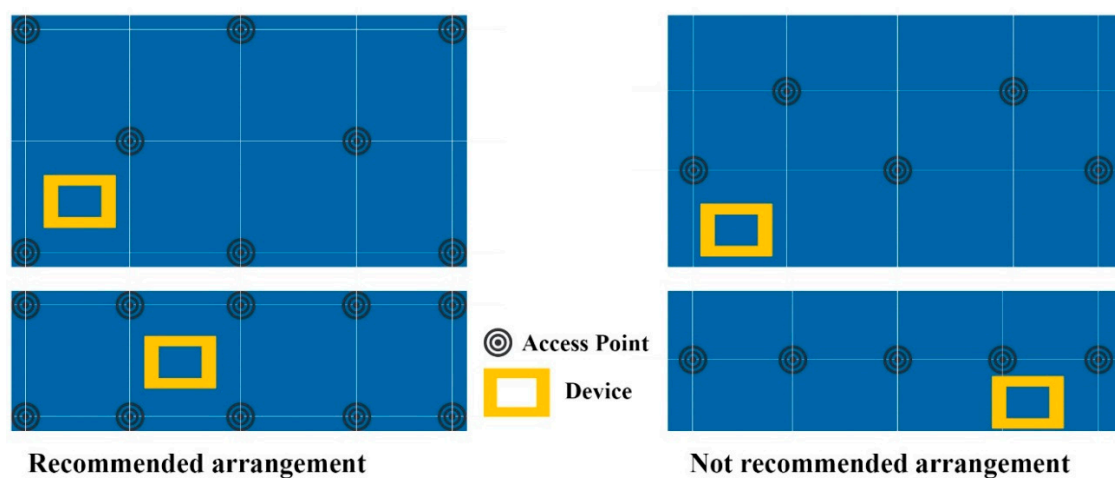 Access Point
Device
Recommended arrangement
Not recommended arrangement